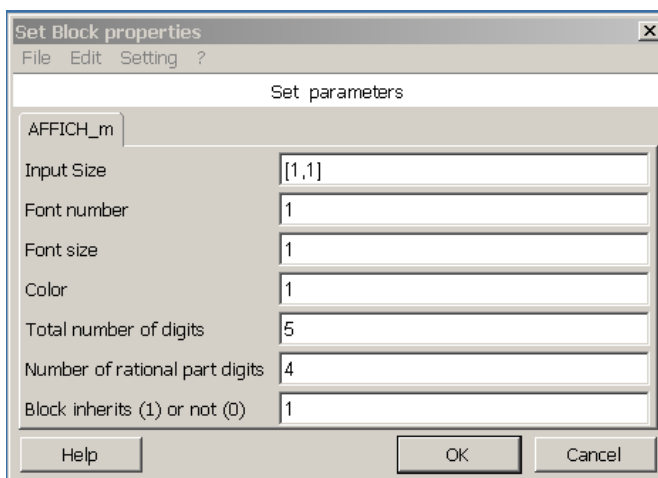 Set Block properties
File Edit Setting ?
Set parameters
AFFICH_m
Input Size [1,1]
Font number 1
Font size 1
Color 1
Total number of digits 5
Number of rational part digits 4
Block inherits (1) or not (0) 1
Help OK Cancel